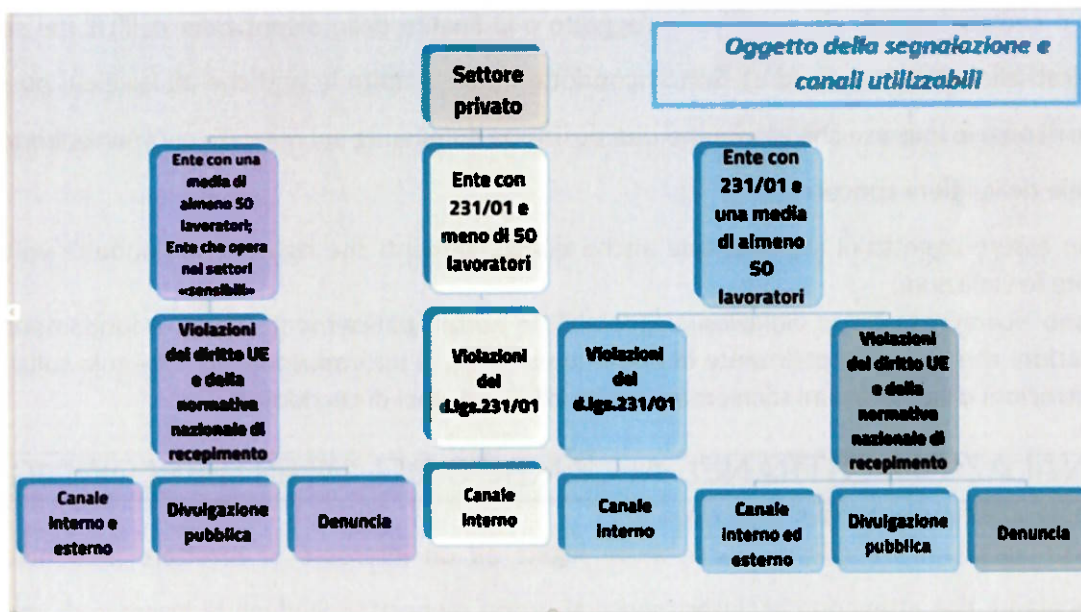 Oggetto della segnalazione e
canali utilizzabili
Settore
privato
Ente con una
media di
almeno 50
lavoratori;
Ente che opera
nei settori
«sensibili»
Ente con
231/01 e
meno di 50
lavoratori
Ente con
231/01 e
una media
di almeno
50
lavoratori
Violazioni
del diritto UE
e della
normativa
nazionale di
recepimento
Violazioni
del
d.lgs.231/01
Violazioni
del
d.lgs.231/01
Violazioni
del diritto UE
e della
normativa
nazionale di
recepimento
Canale
interno e
esterno
Divulgazione
pubblica
Denuncia
Canale
interno
Canale
interno
Canale
interno ed
esterno
Divulgazione
pubblica
Denuncia